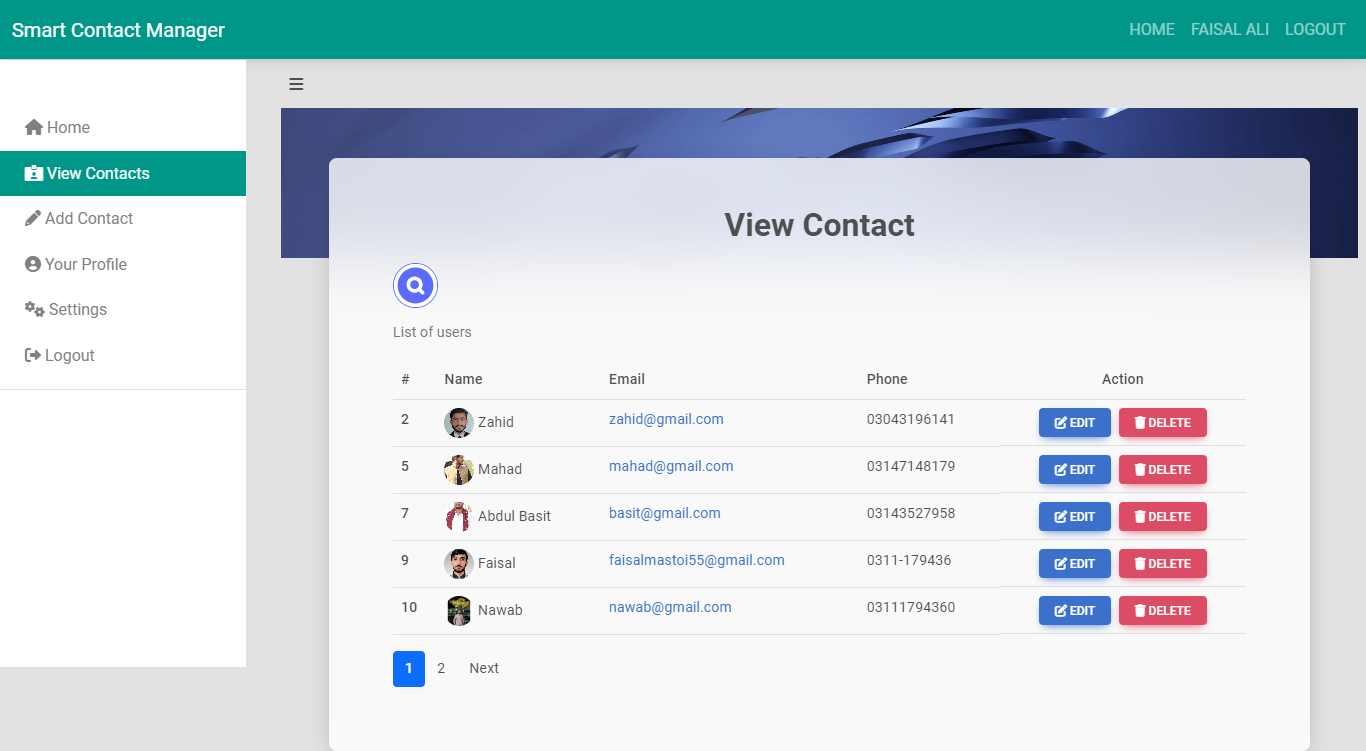 Smart Contact Manager HOME FAISAL ALI LOGOUT
Home
View Contacts
Add Contact
Your Profile
Settings
Logout
View Contact
List of users
# Name Email Phone Action
2 Zahid zahid@gmail.com 03043196141 EDIT DELETE
5 Mahad mahad@gmail.com 03147148179 EDIT DELETE
7 Abdul Basit basit@gmail.com 03143527958 EDIT DELETE
9 Faisal faisalmastoi55@gmail.com 0311-179436 EDIT DELETE
10 Nawab nawab@gmail.com 03111794360 EDIT DELETE
1 2 Next